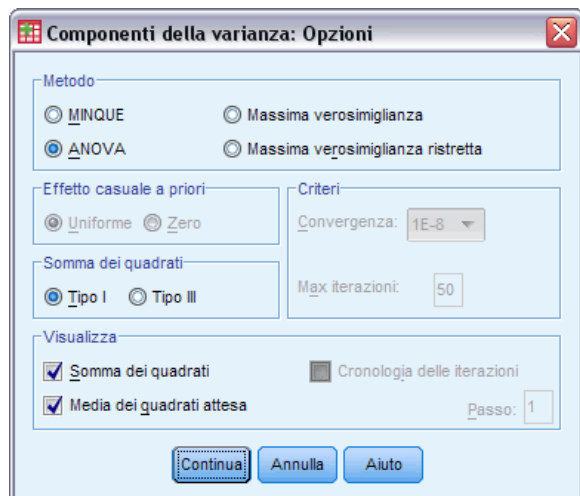 Componenti della varianza: Opzioni
Metodo
MINQUE
Massima verosimiglianza
ANOVA
Massima verosimiglianza ristretta
Effetto casuale a priori
Uniforme
Zero
Criteri
Convergenza:
1E-8
Max iterazioni:
50
Somma dei quadrati
Tipo I
Tipo III
Visualizza
Somma dei quadrati
Cronologia delle iterazioni
Media dei quadrati attesa
Passo:
1
Continua
Annulla
Aiuto